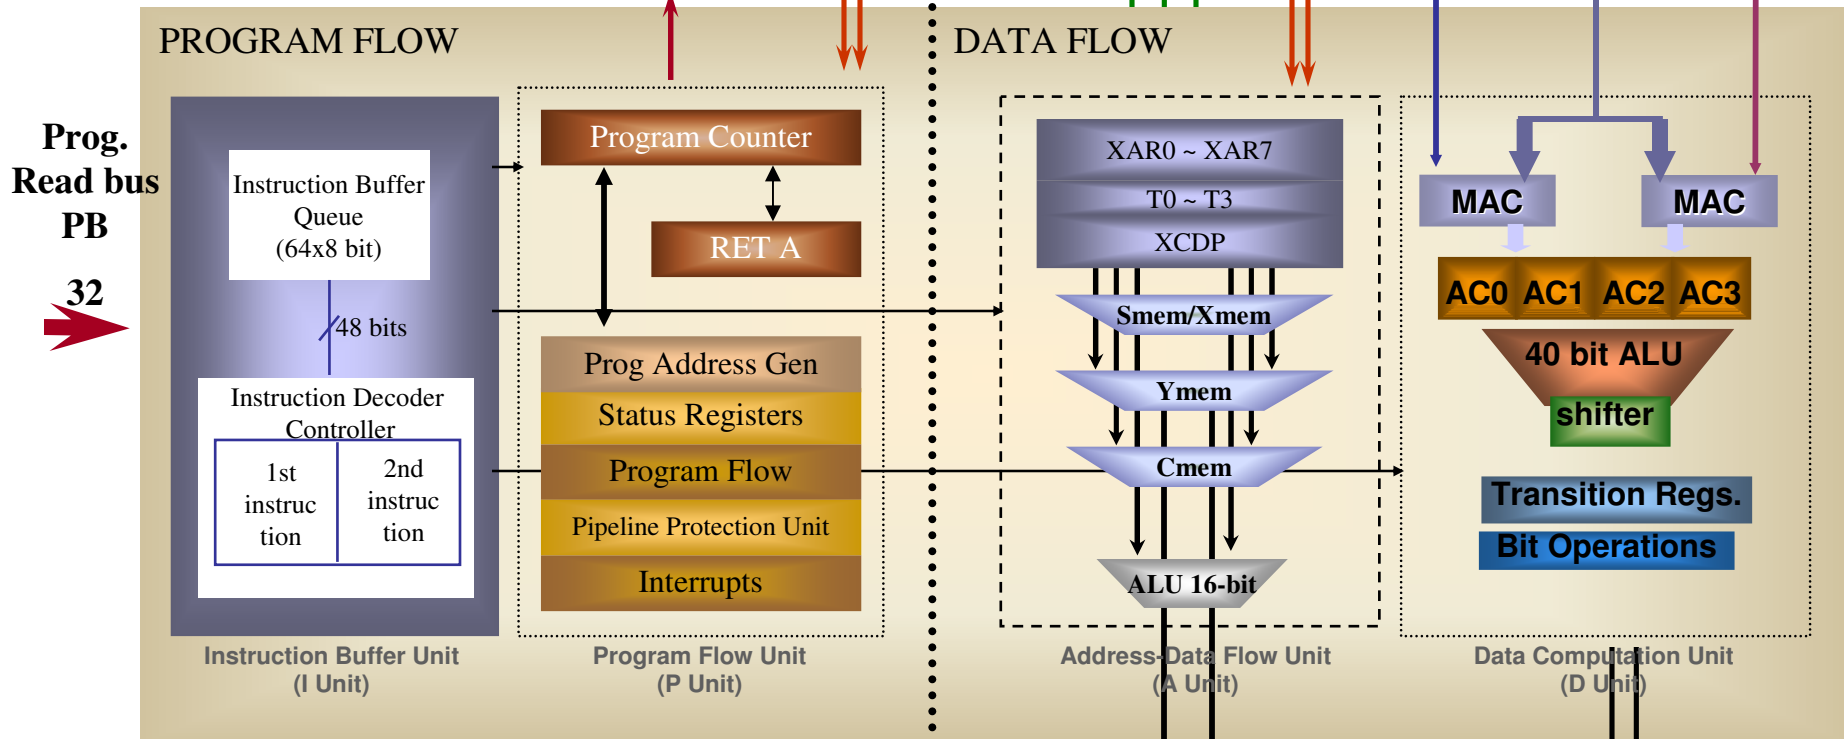 PROGRAM FLOW
DATA FLOW
Prog.
Read bus
PB
32
Instruction Buffer
Queue
(64x8 bit)
48 bits
Instruction Decoder
Controller
1st
instruc
tion
2nd
instruc
tion
Instruction Buffer Unit
(I Unit)
Program Counter
RET A
Prog Address Gen
Status Registers
Program Flow
Pipeline Protection Unit
Interrupts
Program Flow Unit
(P Unit)
XAR0 ~ XAR7
T0 ~ T3
XCDP
Smem/Xmem
Ymem
Cmem
ALU 16-bit
Address-Data Flow Unit
(A Unit)
MAC
MAC
AC0
AC1
AC2
AC3
40 bit ALU
shifter
Transition Regs.
Bit Operations
Data Computation Unit
(D Unit)